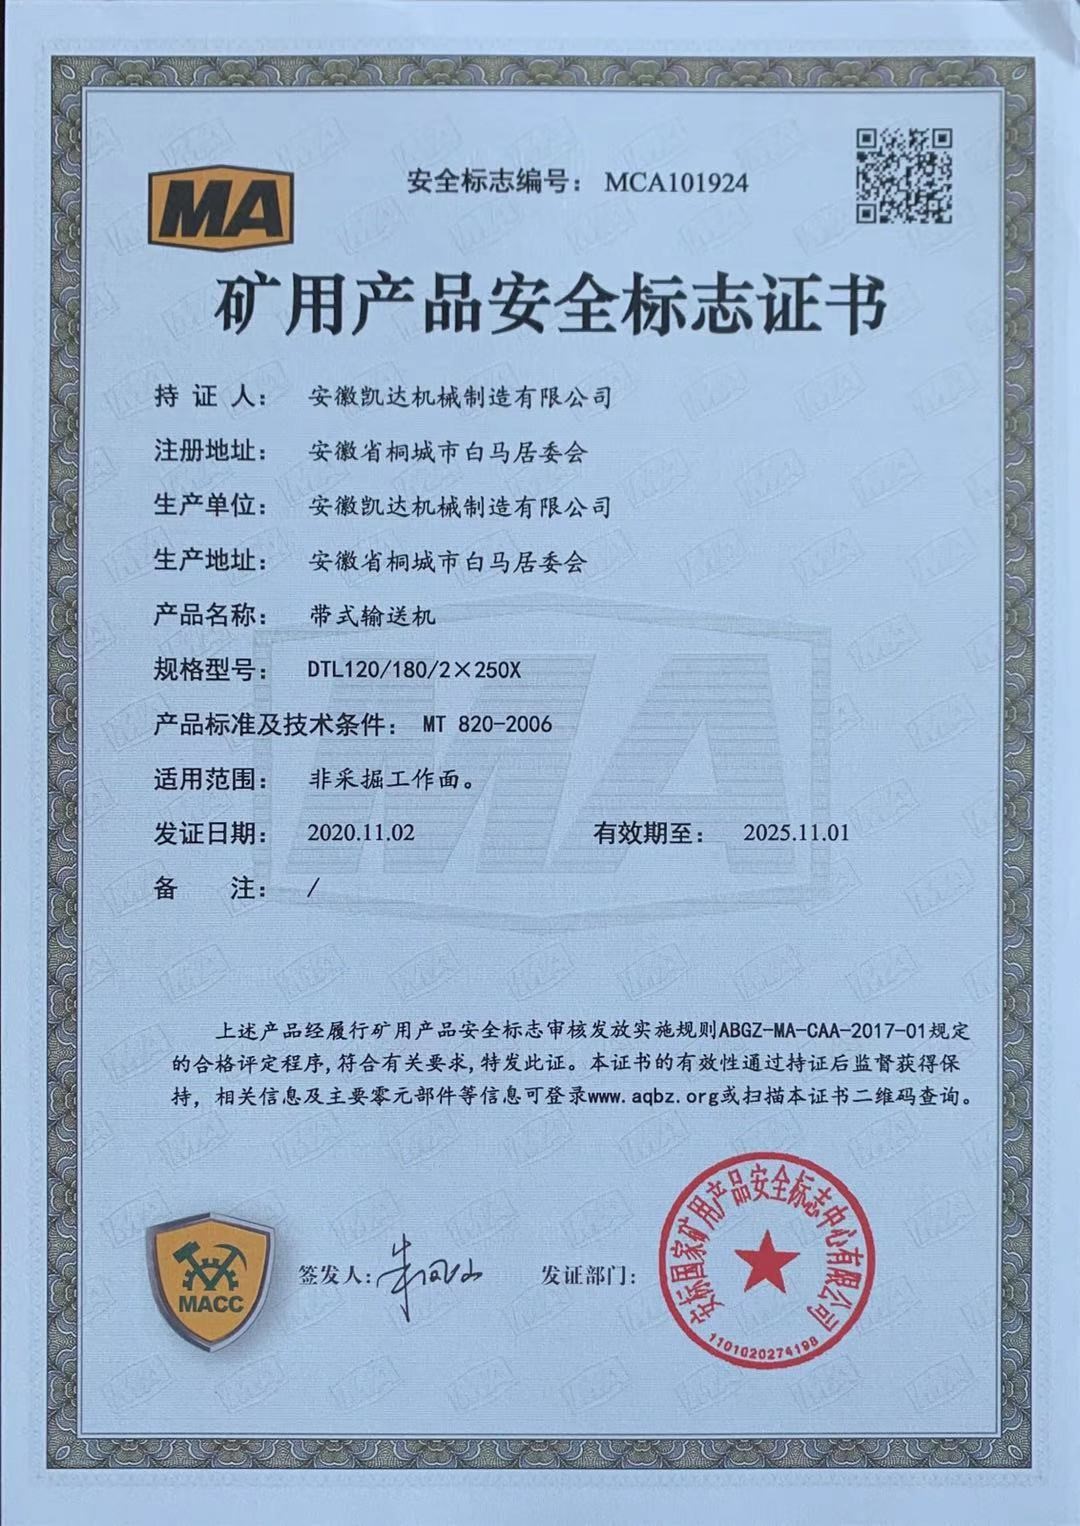 MA
安全标志编号： MCA101924
矿用产品安全标志证书
持 证 人： 安徽凯达机械制造有限公司
注册地址： 安徽省桐城市白马居委会
生产单位： 安徽凯达机械制造有限公司
生产地址： 安徽省桐城市白马居委会
产品名称： 带式输送机
规格型号： DTL120/180/2×250X
产品标准及技术条件： MT 820-2006
适用范围： 非采掘工作面。
发证日期： 2020.11.02 有效期至： 2025.11.01
备 注： /
上述产品经履行矿用产品安全标志审核发放实施规则ABGZ-MA-CAA-2017-01规定
的合格评定程序,符合有关要求,特发此证。本证书的有效性通过持证后监督获得保
持，相关信息及主要零元部件等信息可登录www.aqbz.org或扫描本证书二维码查询。
MACC
签发人：
发证部门：
安标国家矿用产品安全标志中心有限公司
1101020274198